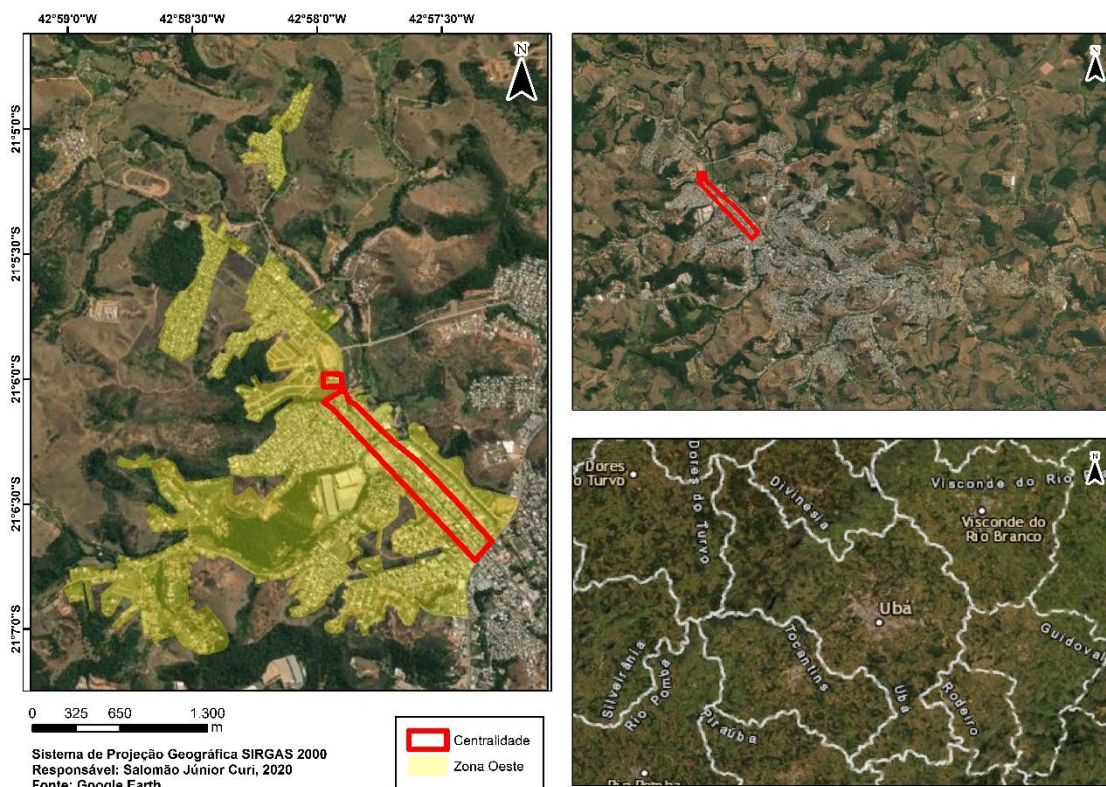 42°59'0"W 42°58'30"W 42°58'0"W 42°57'30"W
21°5'0"S
21°5'30"S
21°6'0"S
21°6'30"S
21°7'0"S
N
0 325 650 1.300
m
Sistema de Projeção Geográfica SIRGAS 2000
Responsável: Salomão Júnior Curi, 2020
Fonte: Google Earth
Centralidade
Zona Oeste
N
N
Dores
o Turvo
Dores do Turvo
Divinésia
Visconde do Rio
Visconde do
Rio Branco
Ubá
Guidoval
Silveirânia
Rio Pomba
Tocantins
Ubá
Rodeiro
Piraúba
Rio Pomba